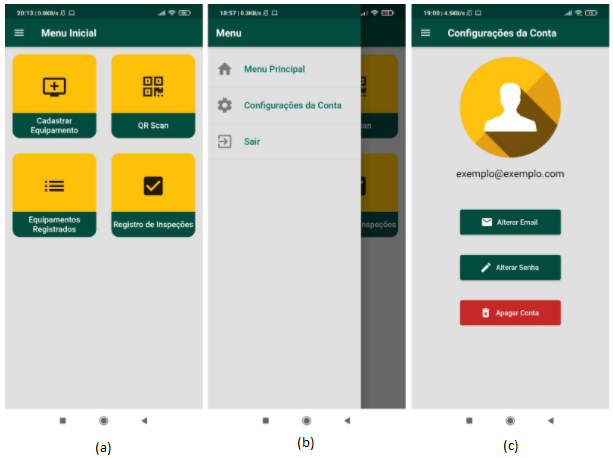 20:13 | 0.0KB/s
Menu Inicial
Cadastrar
Equipamento
QR Scan
Equipamentos
Registrados
Registro de Inspeções
(a)
18:57 | 0.3KB/s
Menu
Menu Principal
Configurações da Conta
Sair
can
nspeções
(b)
19:00 | 4.5KB/s
Configurações da Conta
exemplo@exemplo.com
Alterar Email
Alterar Senha
Apagar Conta
(c)